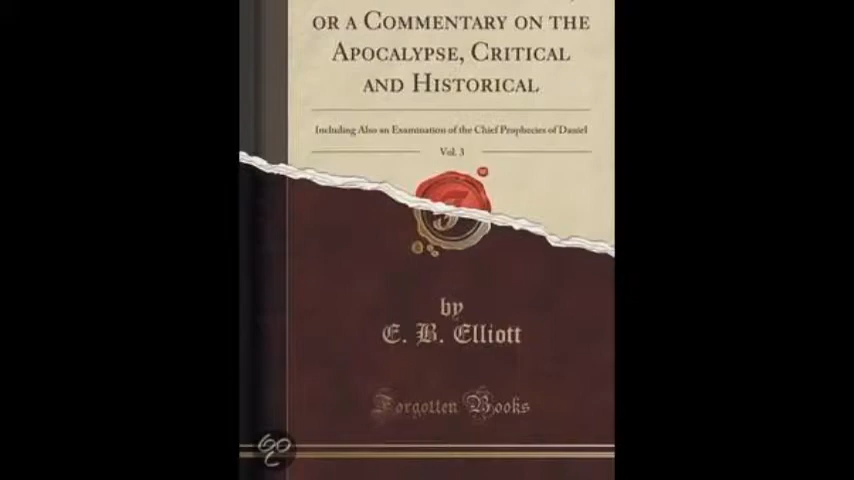 OR A COMMENTARY ON THE
APOCALYPSE, CRITICAL
AND HISTORICAL
Including Also an Examination of the Chief Prophecies of Daniel
Vol. 3
by
E. B. Elliott
Forgotten Books